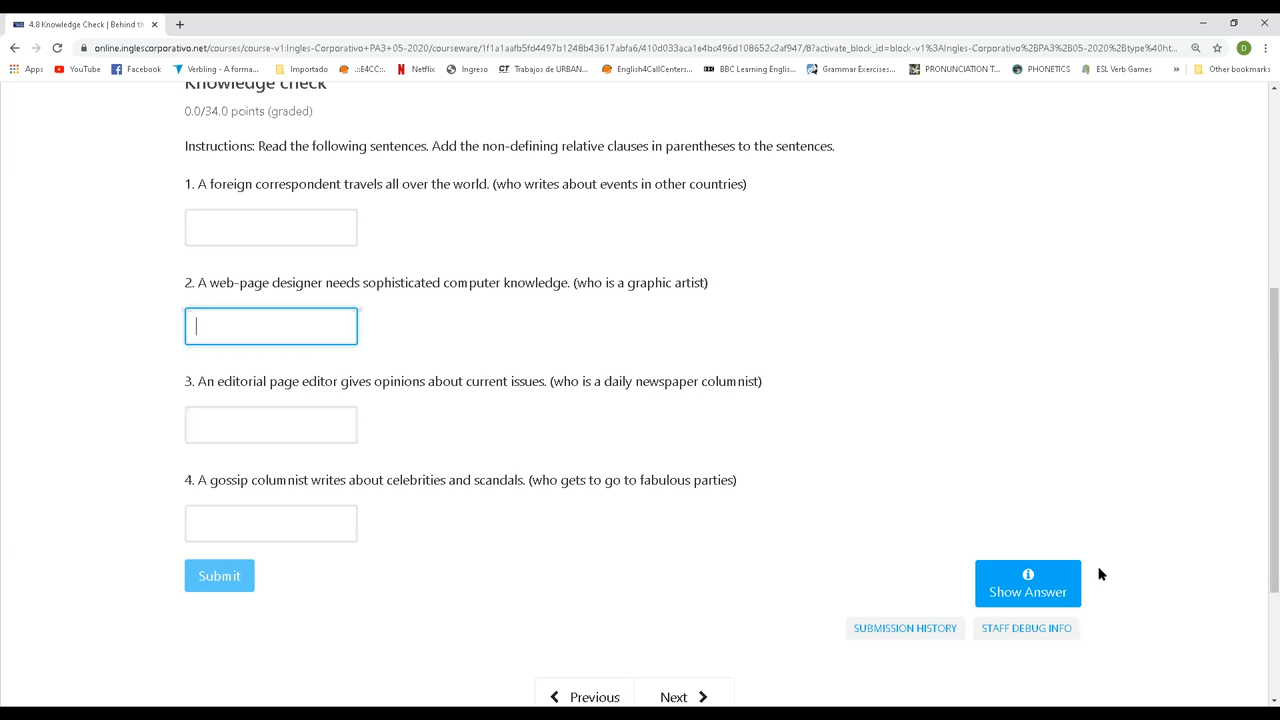 4.8 Knowledge Check | Behind th
online.inglescorporativo.net/courses/course-v1:Ingles-Corporativo+PA3+05-2020/courseware/1f1a1aafb5fd4497b1248b43617abfa6/410d033aca1e4bc496d108652c2af947/8?activate_block_id=block-v1%3AIngles-Corporativo%2BPA3%2B05-2020%2Btype%40ht...
D
Apps YouTube Facebook Verbling - A forma... Importado .::E4CC::. Netflix Ingreso Trabajos de URBAN... English4CallCenters... BBC Learning Englis... Grammar Exercises... PRONUNCIATION T... PHONETICS ESL Verb Games » Other bookmarks
Knowledge check
0.0/34.0 points (graded)
Instructions: Read the following sentences. Add the non-defining relative clauses in parentheses to the sentences.
1. A foreign correspondent travels all over the world. (who writes about events in other countries)
2. A web-page designer needs sophisticated computer knowledge. (who is a graphic artist)
3. An editorial page editor gives opinions about current issues. (who is a daily newspaper columnist)
4. A gossip columnist writes about celebrities and scandals. (who gets to go to fabulous parties)
Submit
Show Answer
SUBMISSION HISTORY STAFF DEBUG INFO
Previous Next